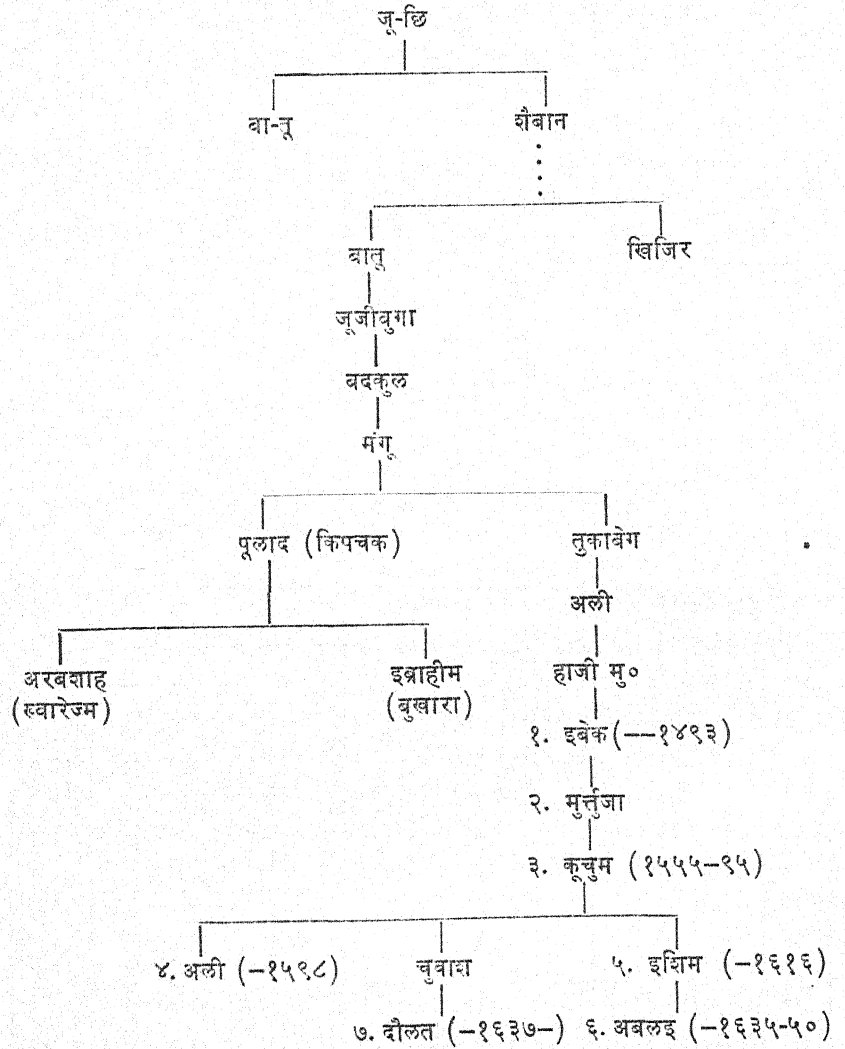 जू-छि
बा-तू शैबान
बातू खिजिर
जूजीबुगा
बदकुल
मंगू
पूलाद (किपचक) तुकाबेग
अली
अरबशाह इब्राहीम हाजी मु०
(ख्वारेज्म) (बुखारा)
१. इबेक (——१४९३)
२. मुर्त्तुजा
३. कूचुम (१५५५–९५)
४. अली (–१५९८) चुवाश ५. इशिम (–१६१६)
७. दौलत (–१६३७–) ६. अबलइ (–१६३५-५०)